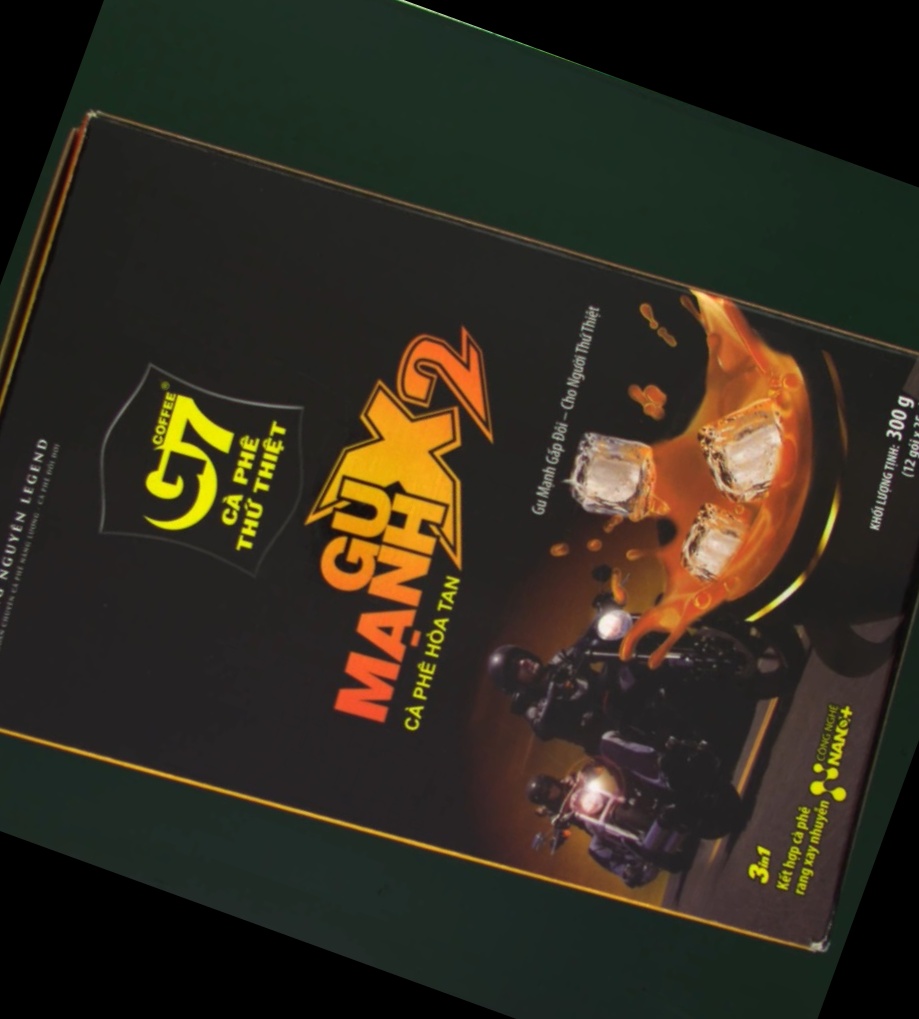 NGUYÊN LEGEND
COFFEE®
G7
CÀ PHÊ
THỨ THIỆT
GU
MẠNH X2
CÀ PHÊ HÒA TAN
Gu Mạnh Gấp Đôi – Cho Người Thứ Thiệt
KHỐI LƯỢNG TỊNH: 300 g
3in1
Kết hợp cà phê
rang xay nhuyễn
CÔNG NGHỆ
NANO+